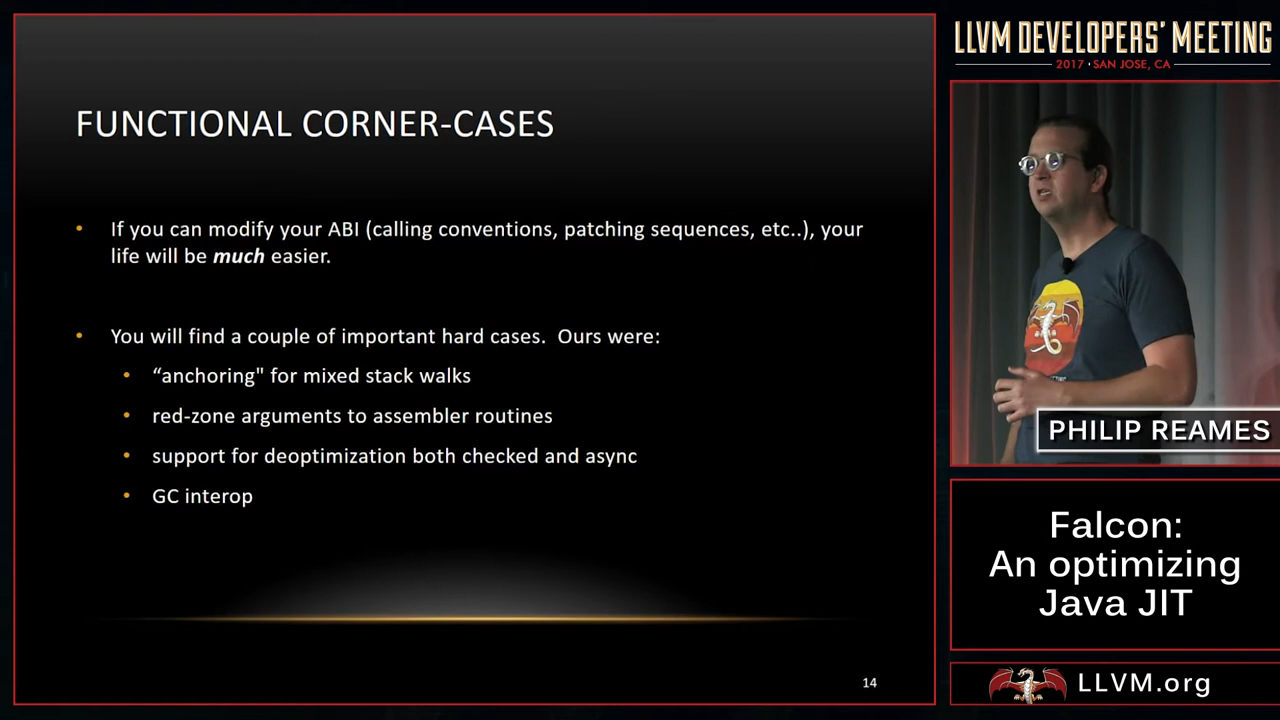 FUNCTIONAL CORNER-CASES
• If you can modify your ABI (calling conventions, patching sequences, etc..), your
life will be much easier.
• You will find a couple of important hard cases.  Ours were:
• “anchoring" for mixed stack walks
• red-zone arguments to assembler routines
• support for deoptimization both checked and async
• GC interop
14
LLVM DEVELOPERS' MEETING
2017 • SAN JOSE, CA
PHILIP REAMES
Falcon:
An optimizing
Java JIT
LLVM.org